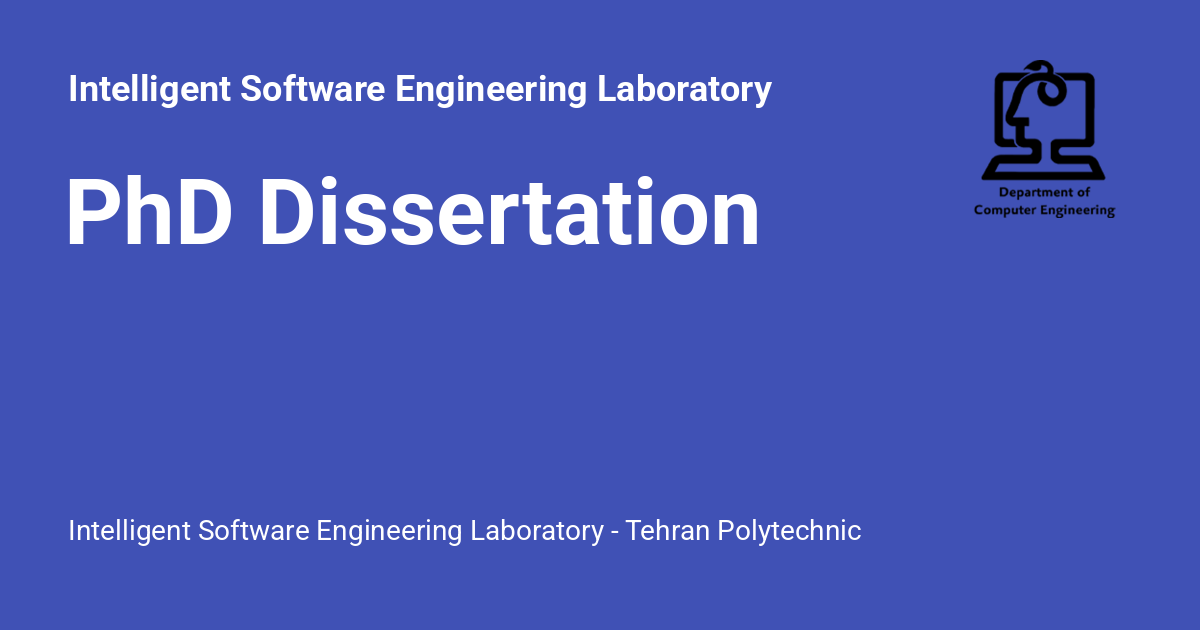 Intelligent Software Engineering Laboratory
PhD Dissertation
Department of
Computer Engineering
Intelligent Software Engineering Laboratory - Tehran Polytechnic